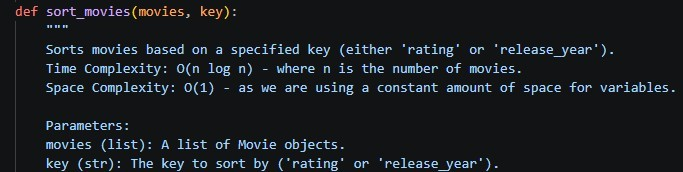 def sort_movies(movies, key):
"""
Sorts movies based on a specified key (either 'rating' or 'release_year').
Time Complexity: O(n log n) - where n is the number of movies.
Space Complexity: O(1) - as we are using a constant amount of space for variables.
Parameters:
movies (list): A list of Movie objects.
key (str): The key to sort by ('rating' or 'release_year').